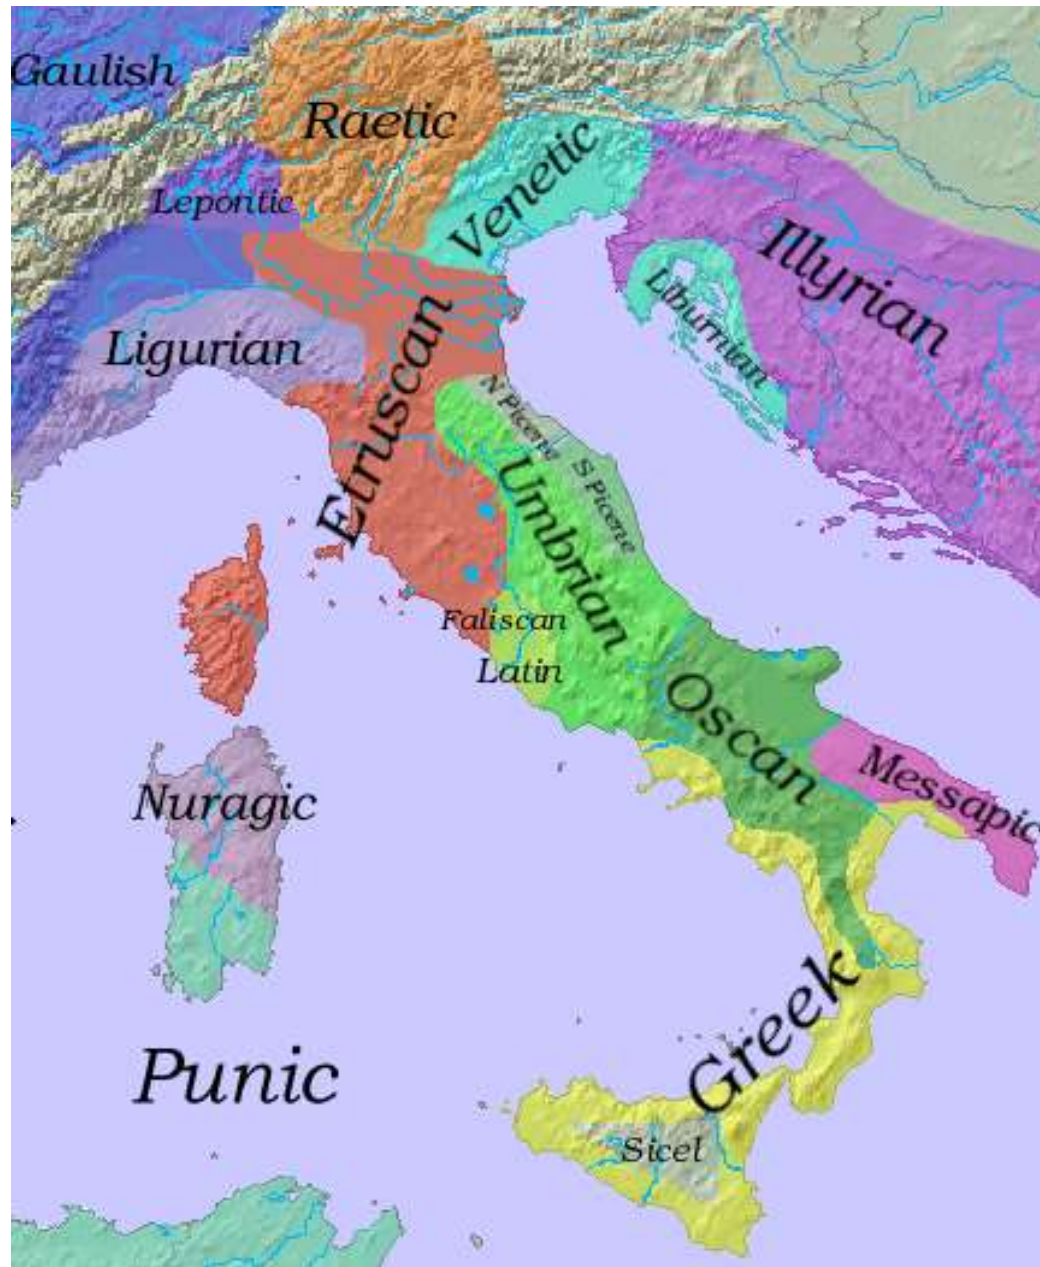 Gaulish
Raetic
Venetic
Lepontic
Illyrian
Liburnian
Ligurian
Etruscan
N Picene
S Picene
Umbrian
Faliscan
Latin
Oscan
Messapic
Nuragic
Greek
Punic
Sicel